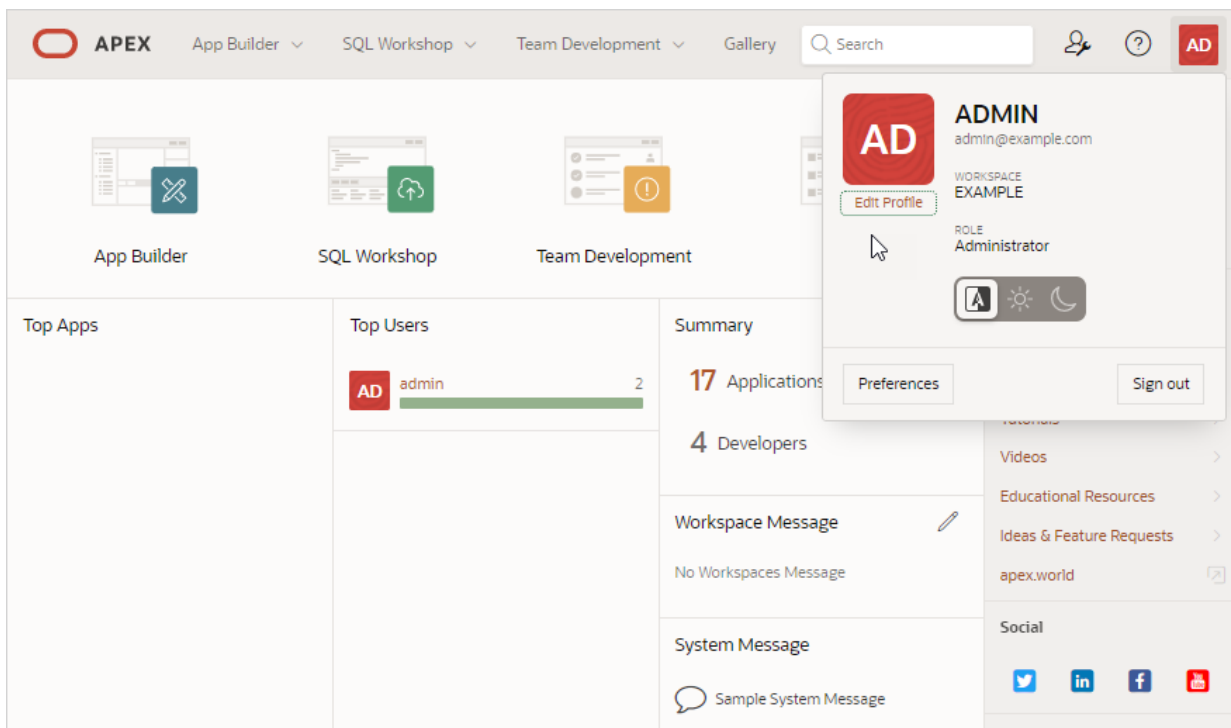 APEX
App Builder
SQL Workshop
Team Development
Gallery
Search
AD
AD
ADMIN
admin@example.com
Edit Profile
WORKSPACE
EXAMPLE
ROLE
Administrator
Preferences
Sign out
App Builder
SQL Workshop
Team Development
Top Apps
Top Users
AD
admin
2
Summary
17 Applications
4 Developers
Workspace Message
No Workspaces Message
System Message
Sample System Message
Tutorials
Videos
Educational Resources
Ideas & Feature Requests
apex.world
Social